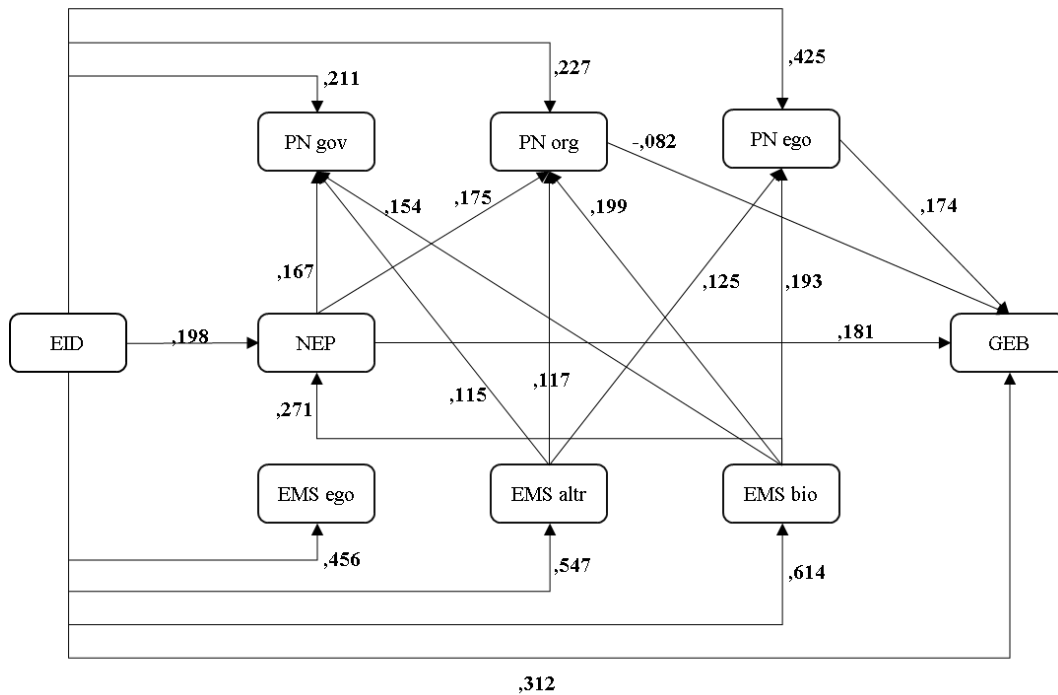 ,425
,227
,211
PN gov
PN org
PN ego
-,082
,154
,175
,199
,174
,167
,125
,193
EID
,198
NEP
,181
GEB
,271
,115
,117
EMS ego
EMS altr
EMS bio
,456
,547
,614
,312